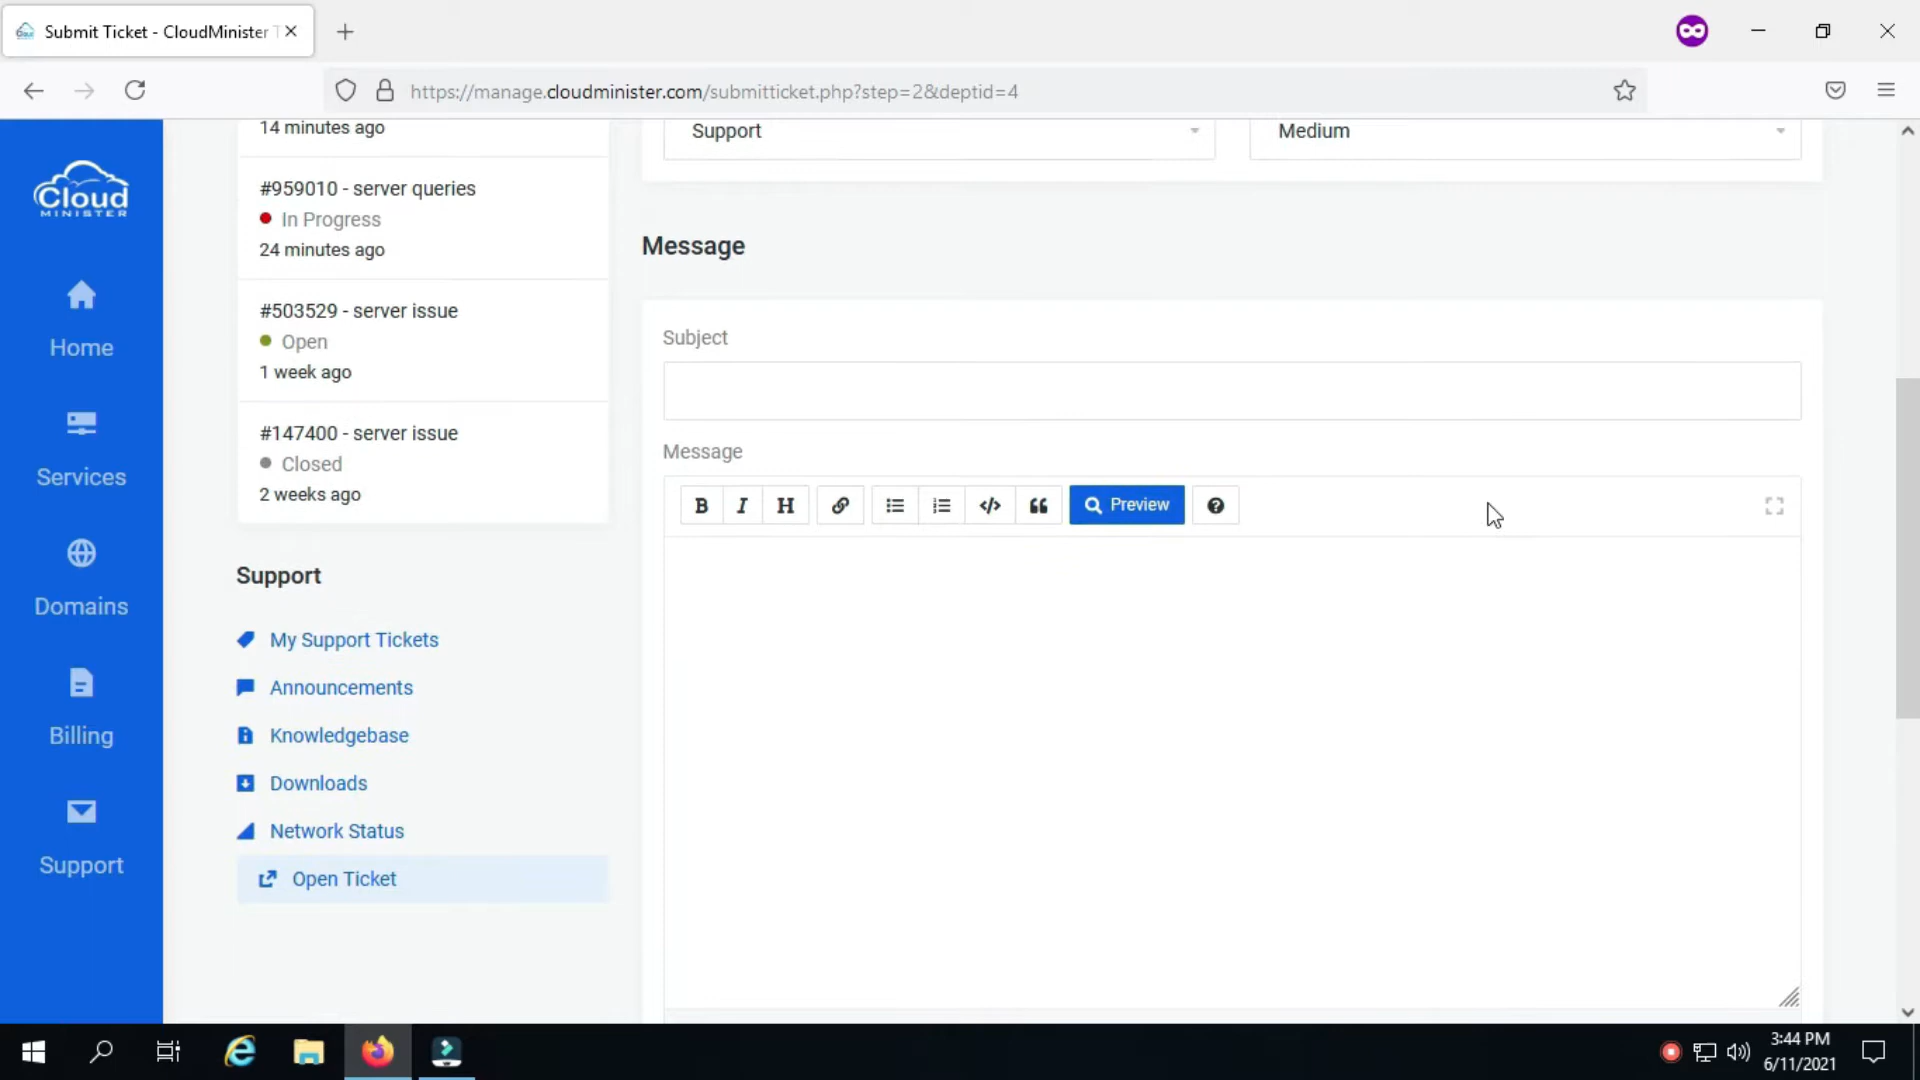 Submit Ticket - CloudMinister T
https://manage.cloudminister.com/submitticket.php?step=2&deptid=4
Cloud
MINISTER
Home
Services
Domains
Billing
Support
14 minutes ago
#959010 - server queries
In Progress
24 minutes ago
#503529 - server issue
Open
1 week ago
#147400 - server issue
Closed
2 weeks ago
Support
My Support Tickets
Announcements
Knowledgebase
Downloads
Network Status
Open Ticket
Support
Medium
Message
Subject
Message
B I H Preview
3:44 PM
6/11/2021